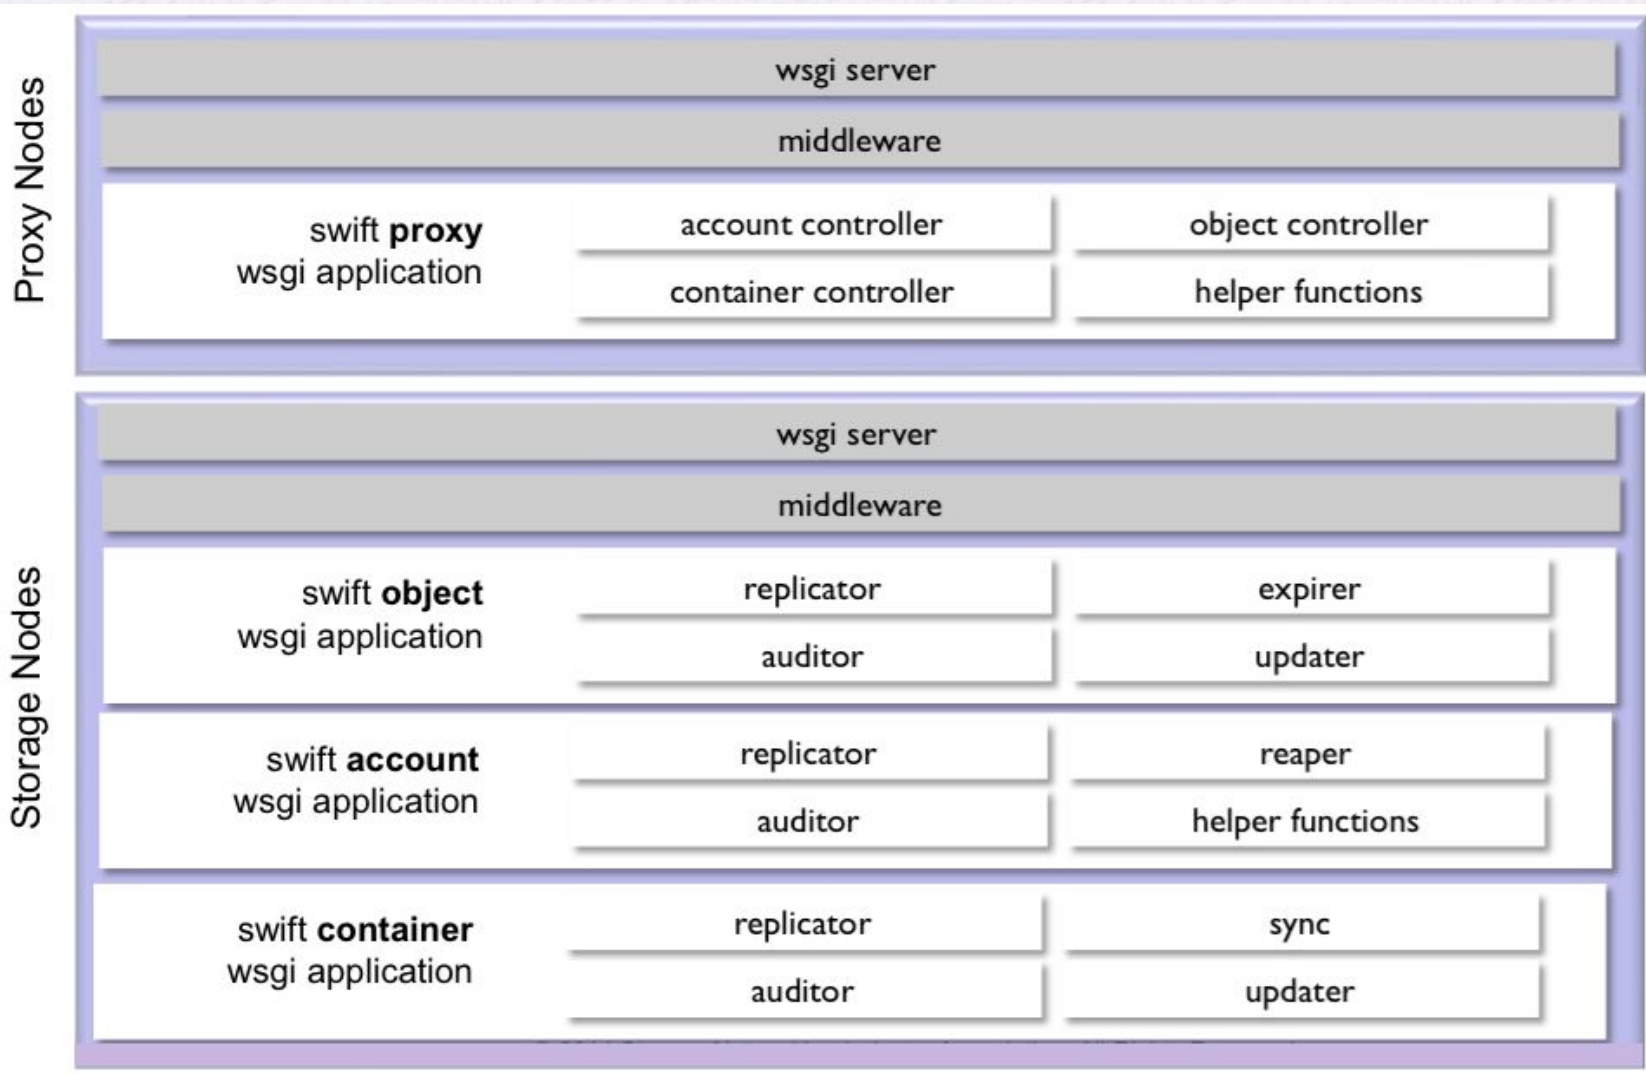 Proxy Nodes
wsgi server
middleware
swift proxy
wsgi application
account controller
object controller
container controller
helper functions
Storage Nodes
wsgi server
middleware
swift object
wsgi application
replicator
expirer
auditor
updater
swift account
wsgi application
replicator
reaper
auditor
helper functions
swift container
wsgi application
replicator
sync
auditor
updater